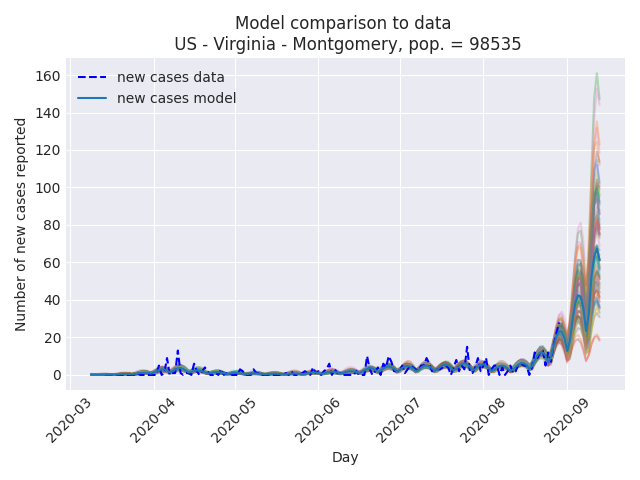 Model comparison to data
US - Virginia - Montgomery, pop. = 98535
new cases data
new cases model
Number of new cases reported
160
140
120
100
80
60
40
20
0
2020-03
2020-04
2020-05
2020-06
2020-07
2020-08
2020-09
Day